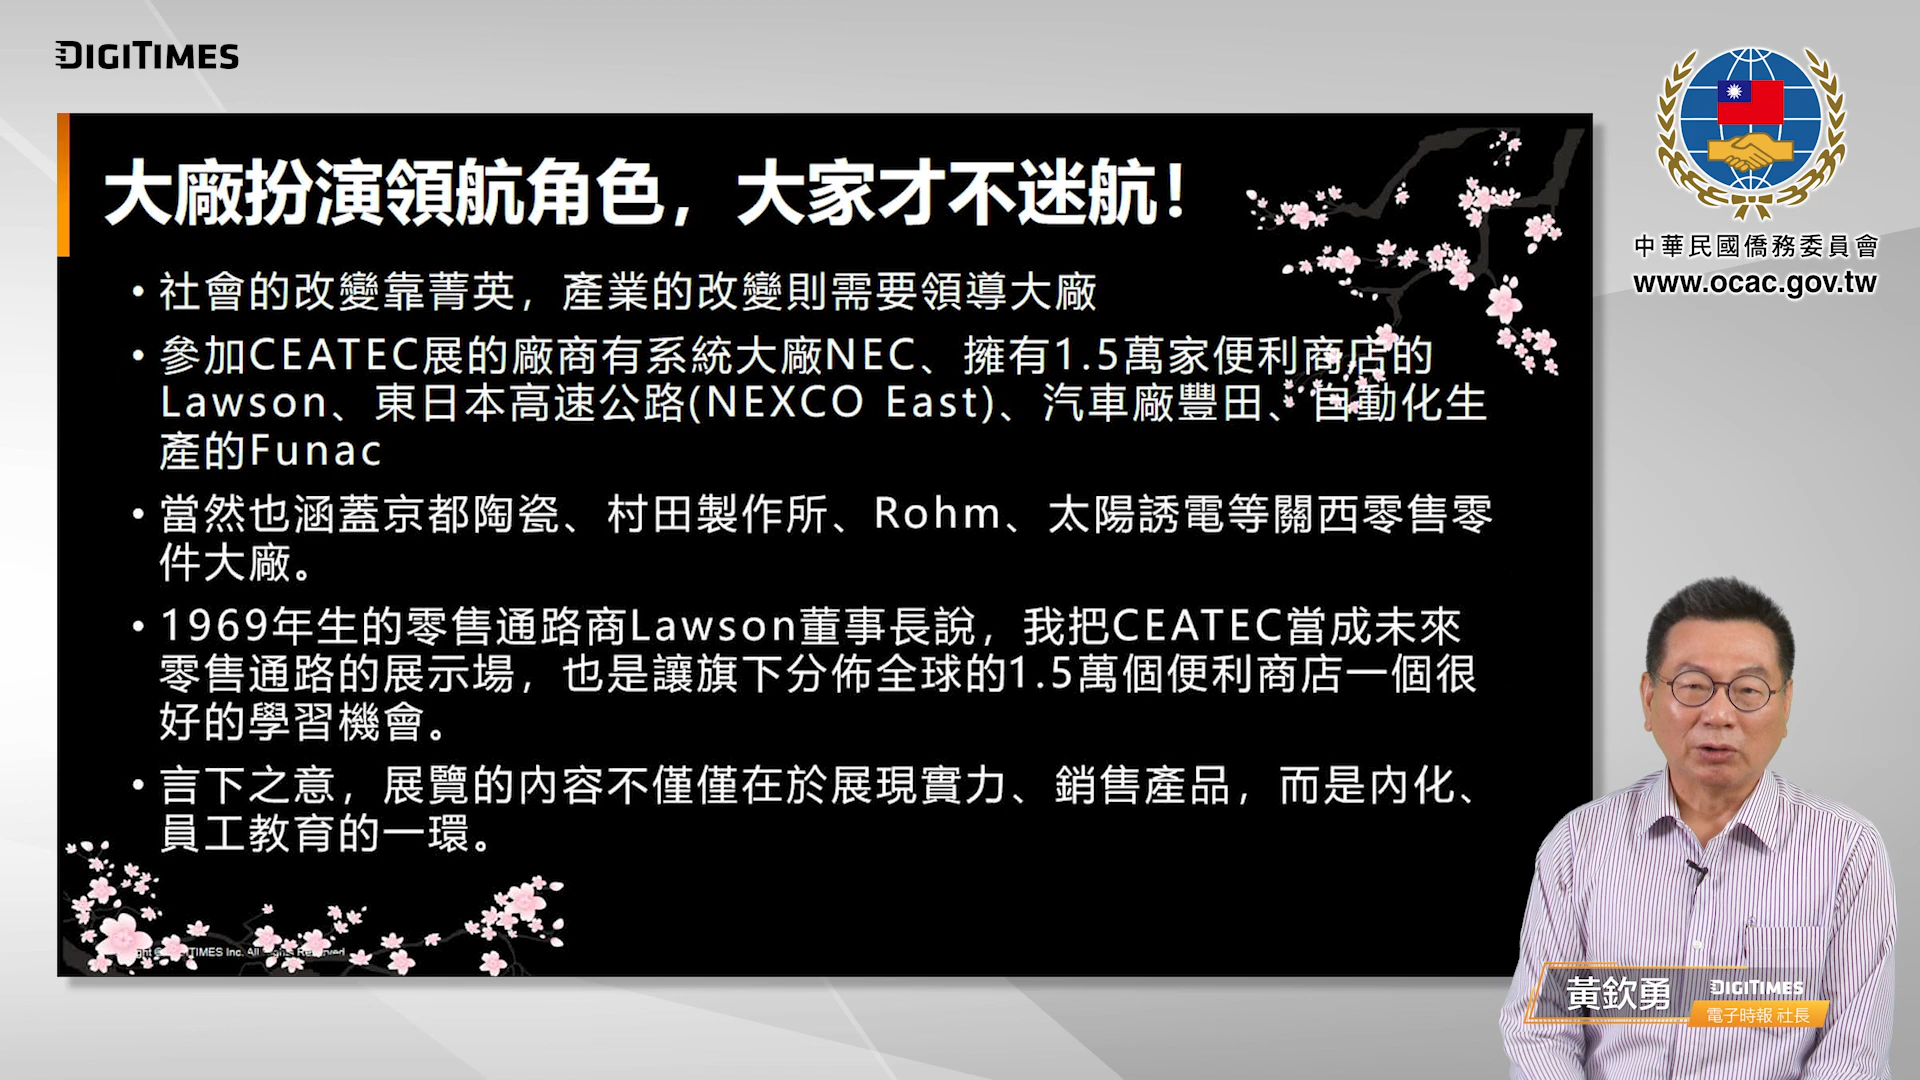 DIGITIMES
大廠扮演領航角色，大家才不迷航！
• 社會的改變靠菁英，產業的改變則需要領導大廠
• 參加CEATEC展的廠商有系統大廠NEC、擁有1.5萬家便利商店的
Lawson、東日本高速公路(NEXCO East)、汽車廠豐田、自動化生
產的Funac
• 當然也涵蓋京都陶瓷、村田製作所、Rohm、太陽誘電等關西零售零
件大廠。
• 1969年生的零售通路商Lawson董事長說，我把CEATEC當成未來
零售通路的展示場，也是讓旗下分佈全球的1.5萬個便利商店一個很
好的學習機會。
• 言下之意，展覽的內容不僅僅在於展現實力、銷售產品，而是內化、
員工教育的一環。
Inc. All Reserved
中華民國僑務委員會
www.ocac.gov.tw
黃欽勇
DIGITIMES
電子時報 社長